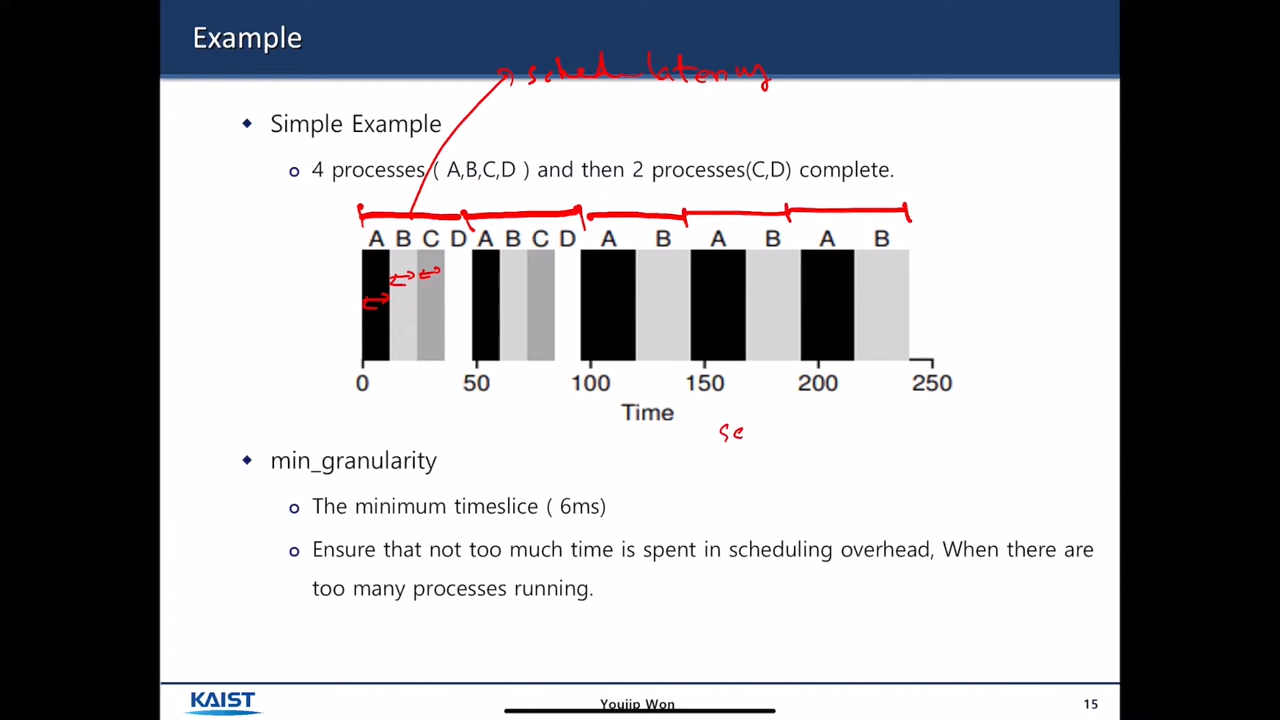 Example
sched latency
◆ Simple Example
○ 4 processes ( A,B,C,D ) and then 2 processes(C,D) complete.
A B C D A B C D A B A B A B
0 50 100 150 200 250
Time
se
◆ min_granularity
○ The minimum timeslice ( 6ms)
○ Ensure that not too much time is spent in scheduling overhead, When there are
too many processes running.
KAIST Youjip Won 15